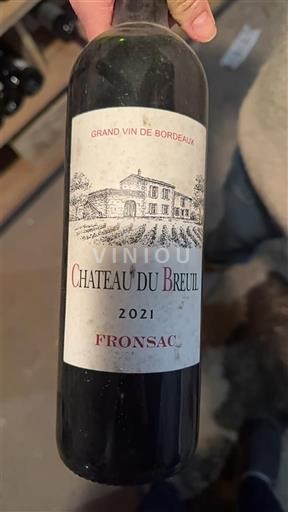 GRAND VIN DE BORDEAUX
VINIOU
CHATEAU DU BREUIL
2021
FRONSAC